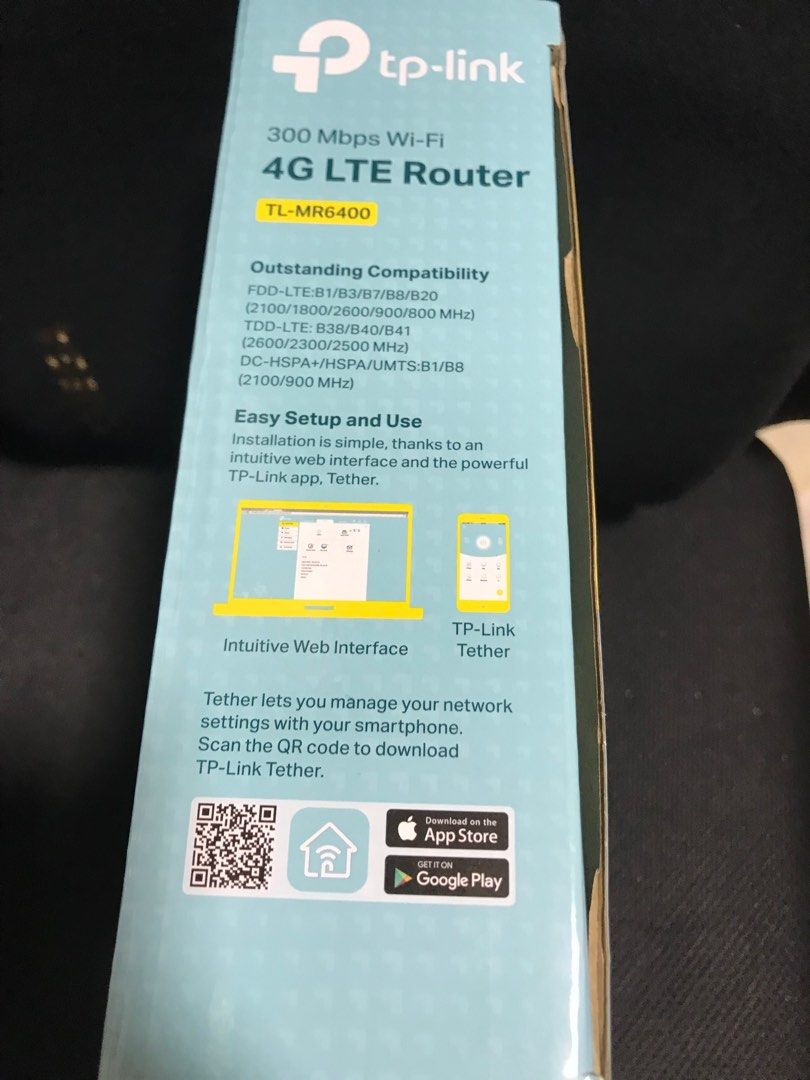 tp-link
300 Mbps Wi-Fi
4G LTE Router
TL-MR6400
Outstanding Compatibility
FDD-LTE:B1/B3/B7/B8/B20
(2100/1800/2600/900/800 MHz)
TDD-LTE: B38/B40/B41
(2600/2300/2500 MHz)
DC-HSPA+/HSPA/UMTS:B1/B8
(2100/900 MHz)
Easy Setup and Use
Installation is simple, thanks to an
intuitive web interface and the powerful
TP-Link app, Tether.
Intuitive Web Interface
TP-Link
Tether
Tether lets you manage your network
settings with your smartphone.
Scan the QR code to download
TP-Link Tether.
Download on the
App Store
GET IT ON
Google Play